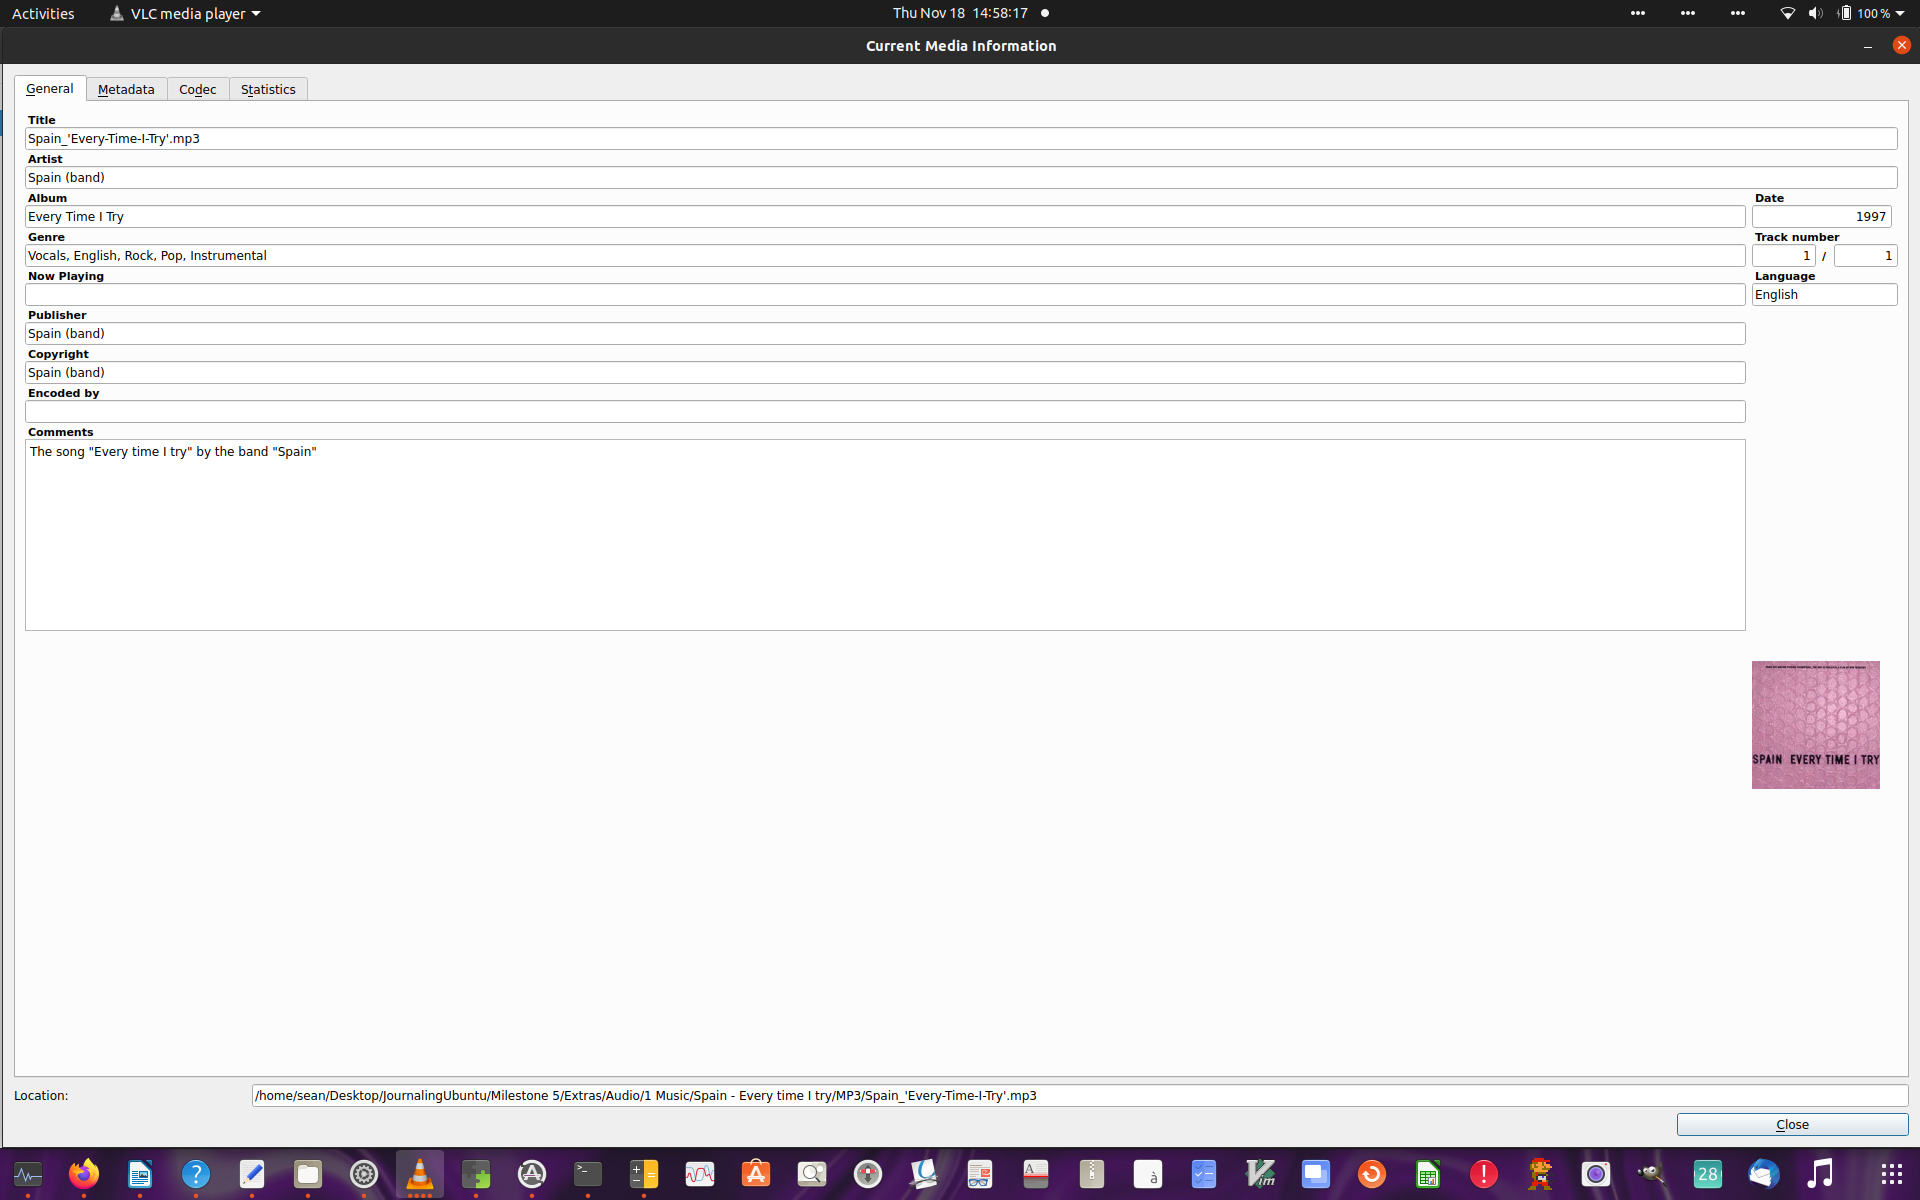 Activities VLC media player Thu Nov 18 14:58:17 100 %
Current Media Information
General Metadata Codec Statistics
Title
Spain_'Every-Time-I-Try'.mp3
Artist
Spain (band)
Album Date
Every Time I Try 1997
Genre Track number
Vocals, English, Rock, Pop, Instrumental 1 / 1
Now Playing Language
English
Publisher
Spain (band)
Copyright
Spain (band)
Encoded by
Comments
The song "Every time I try" by the band "Spain"
SPAIN EVERY TIME I TRY
Location: /home/sean/Desktop/JournalingUbuntu/Milestone 5/Extras/Audio/1 Music/Spain - Every time I try/MP3/Spain_'Every-Time-I-Try'.mp3
Close
28